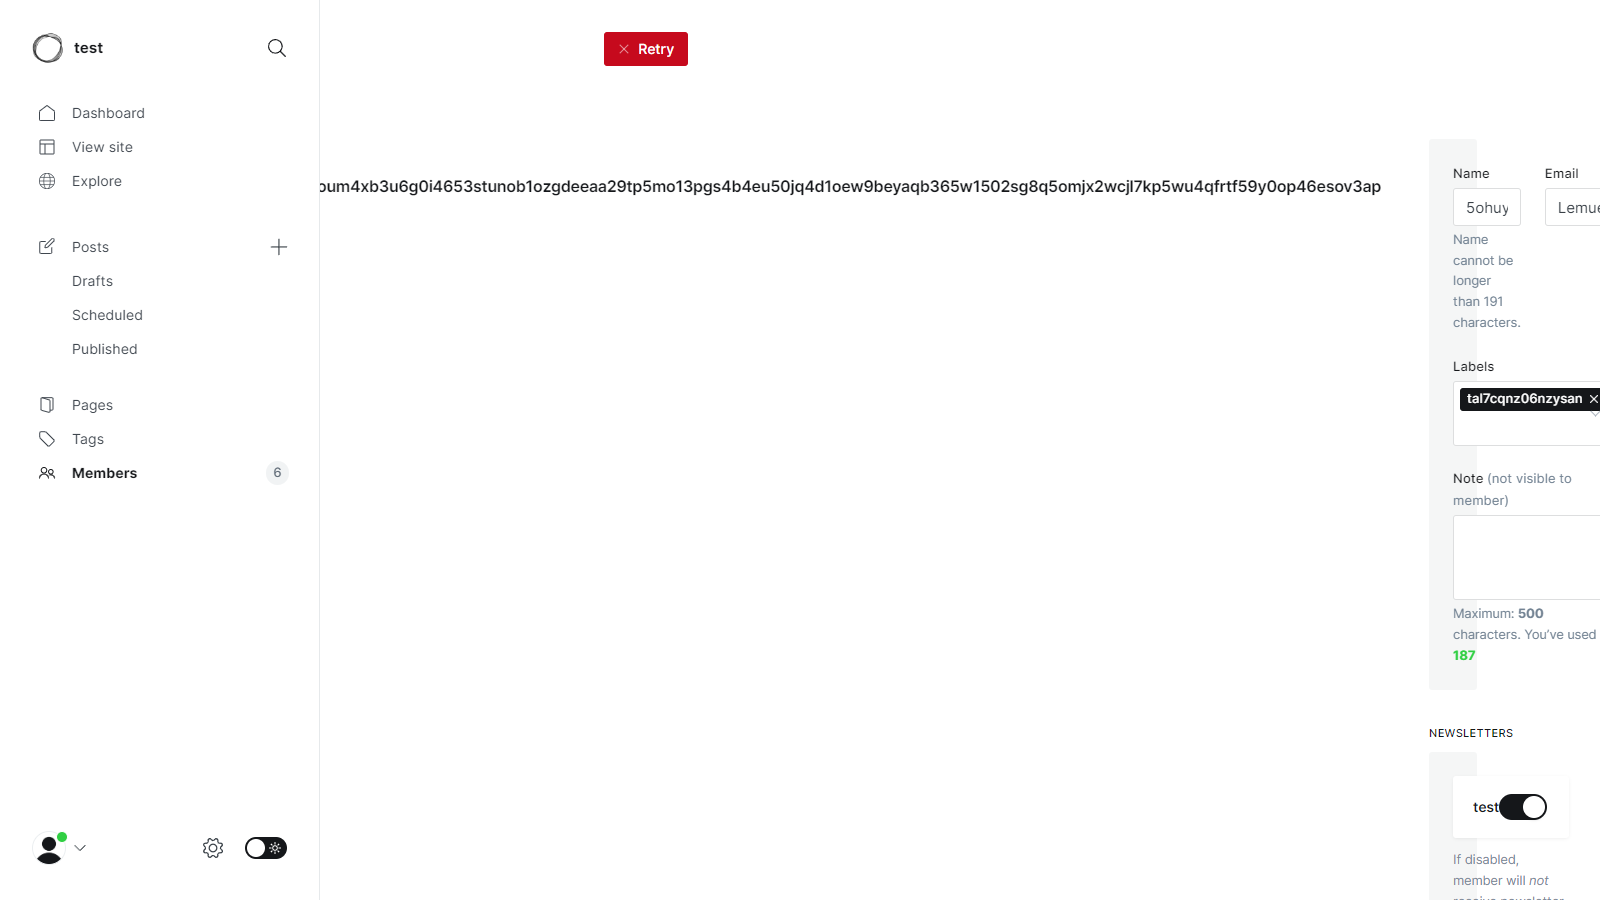 test
Retry
Dashboard
View site
Explore
Posts
Drafts
Scheduled
Published
Pages
Tags
Members 6
oum4xb3u6g0i4653stunob1ozgdeeaa29tp5mo13pgs4b4eu50jq4d1oew9beyaqb365w1502sg8q5omjx2wcjl7kp5wu4qfrtf59y0op46esov3ap
Name Email
5ohuy Lemue
Name
cannot be
longer
than 191
characters.
Labels
tal7cqnz06nzysan
Note (not visible to
member)
Maximum: 500
characters. You've used
187
NEWSLETTERS
test
If disabled,
member will not
receive newsletter